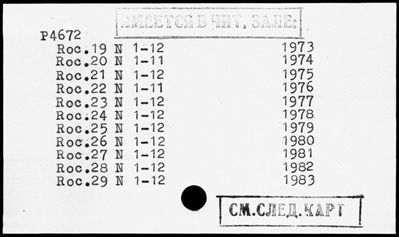 ИМЕЕТСЯ В ЧИТ. ЗАЛЕ:
P4672
Roc.19 N 1-12 1973
Roc.20 N 1-11 1974
Roc.21 N 1-12 1975
Roc.22 N 1-11 1976
Roc.23 N 1-12 1977
Roc.24 N 1-12 1978
Roc.25 N 1-12 1979
Roc.26 N 1-12 1980
Roc.27 N 1-12 1981
Roc.28 N 1-12 1982
Roc.29 N 1-12 1983
СМ.СЛЕД.КАРТ